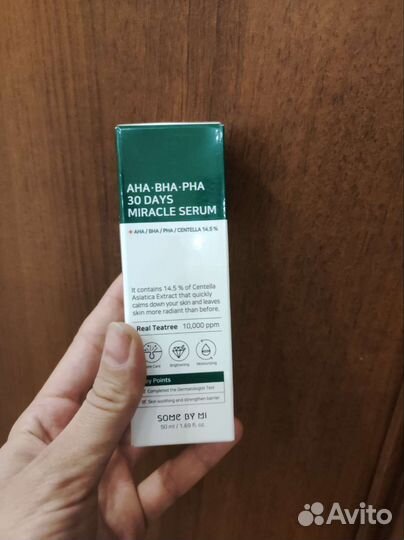 AHA·BHA·PHA
30 DAYS
MIRACLE SERUM
+ AHA / BHA / PHA / CENTELLA 14.5 %
It contains 14.5 % of Centella
Asiatica Extract that quickly
calms down your skin and leaves
skin more radiant than before.
Real Teatree 10,000 ppm
Care Brightening Moisturizing
Points
Completed the Dermatologist Test
Skin soothing and strengthen barrier
SOME BY MI
50 ml / 1.69 fl. oz.
Avito